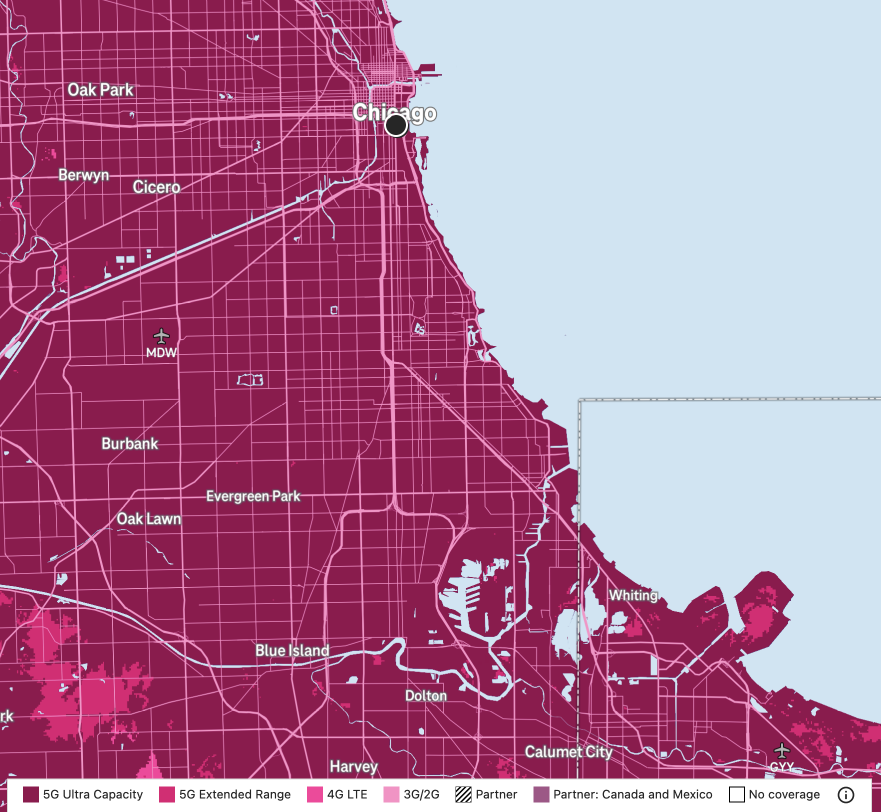 Oak Park
Chicago
Berwyn
Cicero
MDW
Burbank
Evergreen Park
Oak Lawn
Whiting
Blue Island
Dolton
rk
Calumet City
GYY
Harvey
5G Ultra Capacity 5G Extended Range 4G LTE 3G/2G Partner Partner: Canada and Mexico No coverage